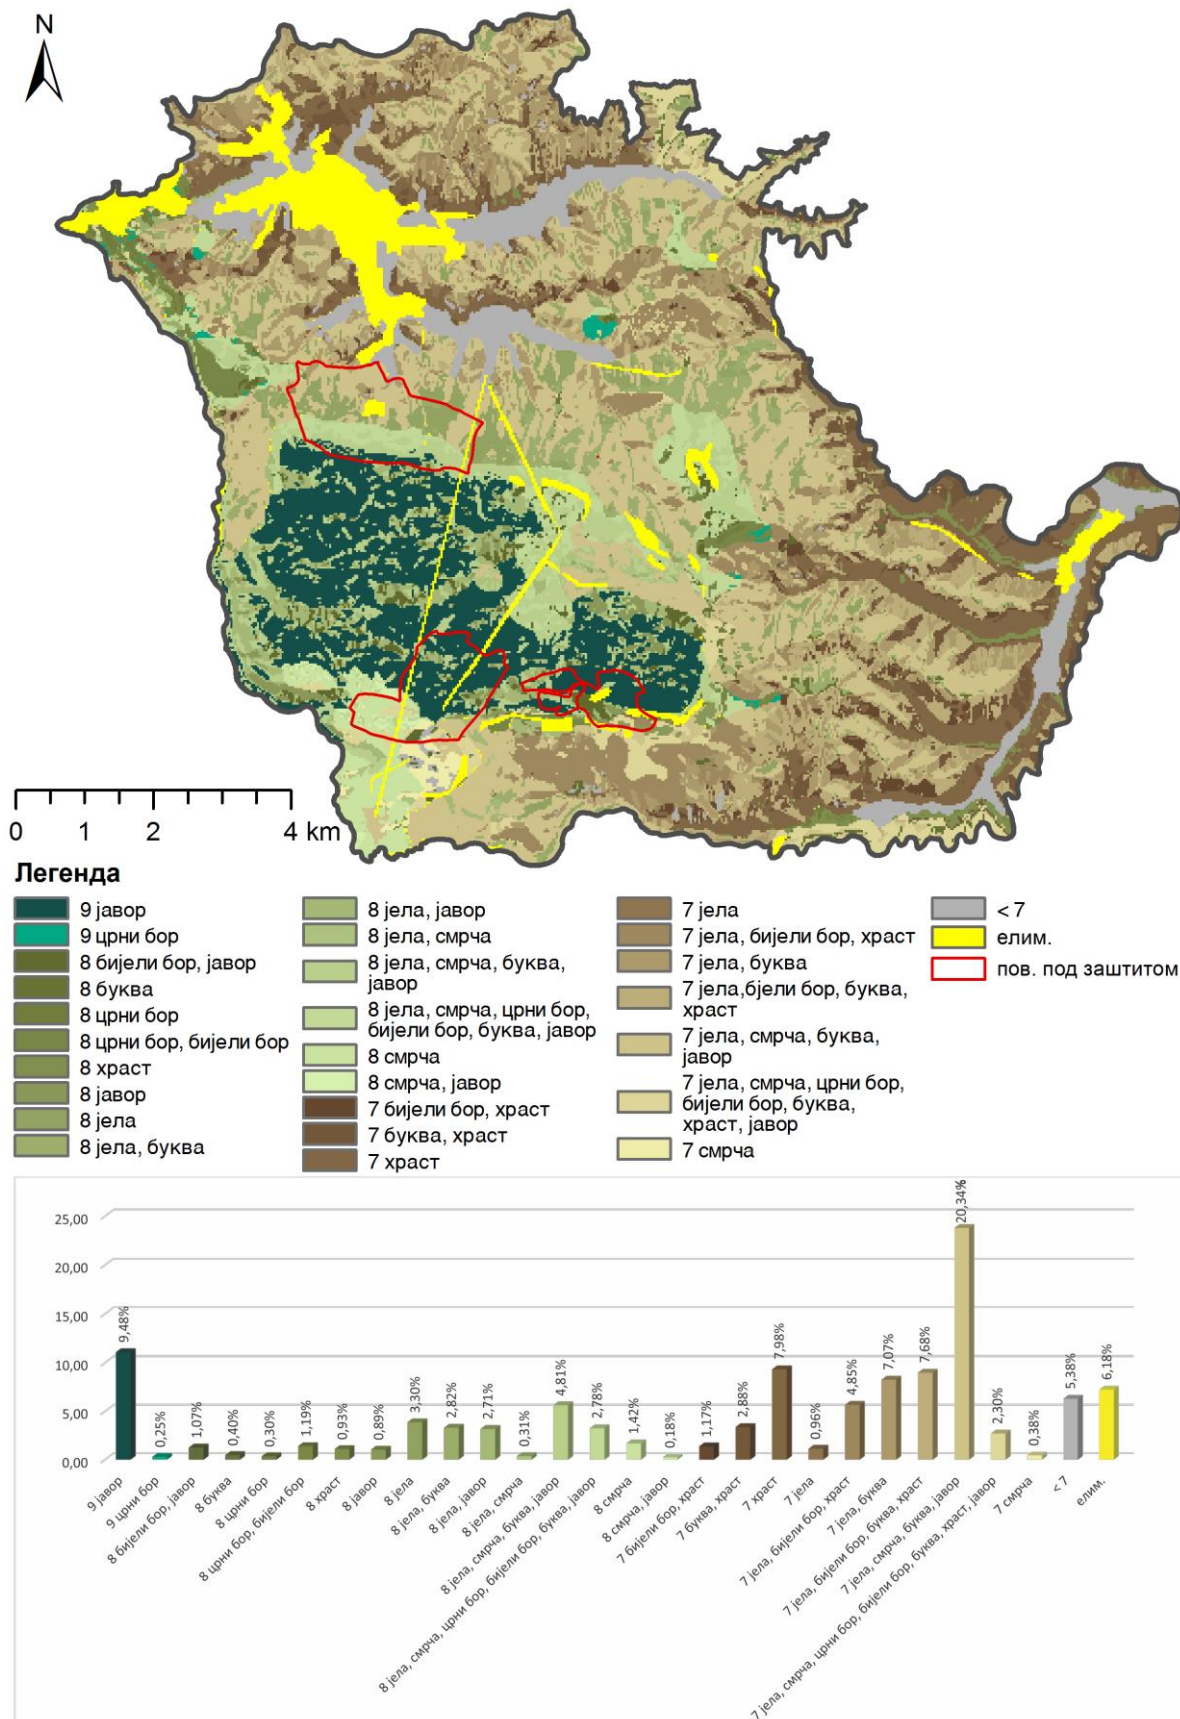 N
0 1 2 4 km
Легенда
9 јавор
9 црни бор
8 бијели бор, јавор
8 буква
8 црни бор
8 црни бор, бијели бор
8 храст
8 јавор
8 јела
8 јела, буква
8 јела, јавор
8 јела, смрча
8 јела, смрча, буква,
јавор
8 јела, смрча, црни бор,
бијели бор, буква, јавор
8 смрча
8 смрча, јавор
7 бијели бор, храст
7 буква, храст
7 храст
7 јела
7 јела, бијели бор, храст
7 јела, буква
7 јела,бјели бор, буква,
храст
7 јела, смрча, буква,
јавор
7 јела, смрча, црни бор,
бијели бор, буква,
храст, јавор
7 смрча
< 7
елим.
пов. под заштитом
25,00
20,00
15,00
10,00
5,00
0,00
9,48%
0,25%
1,07%
0,40%
0,30%
1,19%
0,93%
0,89%
3,30%
2,82%
2,71%
0,31%
4,81%
2,78%
1,42%
0,18%
1,17%
2,88%
7,98%
0,96%
4,85%
7,07%
7,68%
20,34%
2,30%
0,38%
5,38%
6,18%
9 јавор
9 црни бор
8 бијели бор, јавор
8 буква
8 црни бор
8 црни бор, бијели бор
8 храст
8 јавор
8 јела
8 јела, буква
8 јела, јавор
8 јела, смрча
8 јела, смрча, буква, јавор
8 јела, смрча, црни бор, бијели бор, буква, јавор
8 смрча
8 смрча, јавор
7 бијели бор, храст
7 буква, храст
7 храст
7 јела
7 јела, бијели бор, храст
7 јела, буква
7 јела, бијели бор, буква, храст
7 јела, смрча, буква, јавор
7 јела, смрча, црни бор, бијели бор, буква, храст, јавор
7 смрча
< 7
елим.